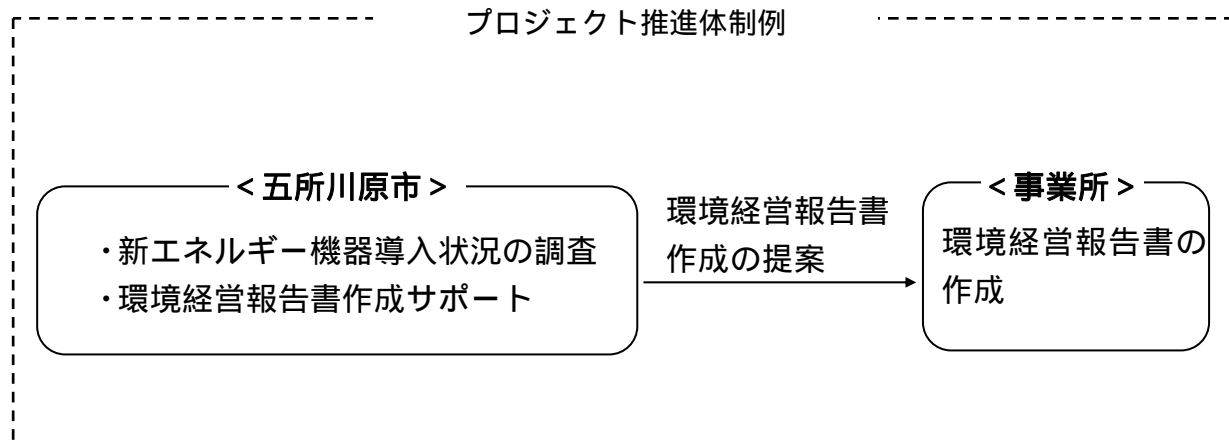 プロジェクト推進体制例
＜五所川原市＞
・新エネルギー機器導入状況の調査
・環境経営報告書作成サポート
環境経営報告書
作成の提案
＜事業所＞
環境経営報告書の
作成